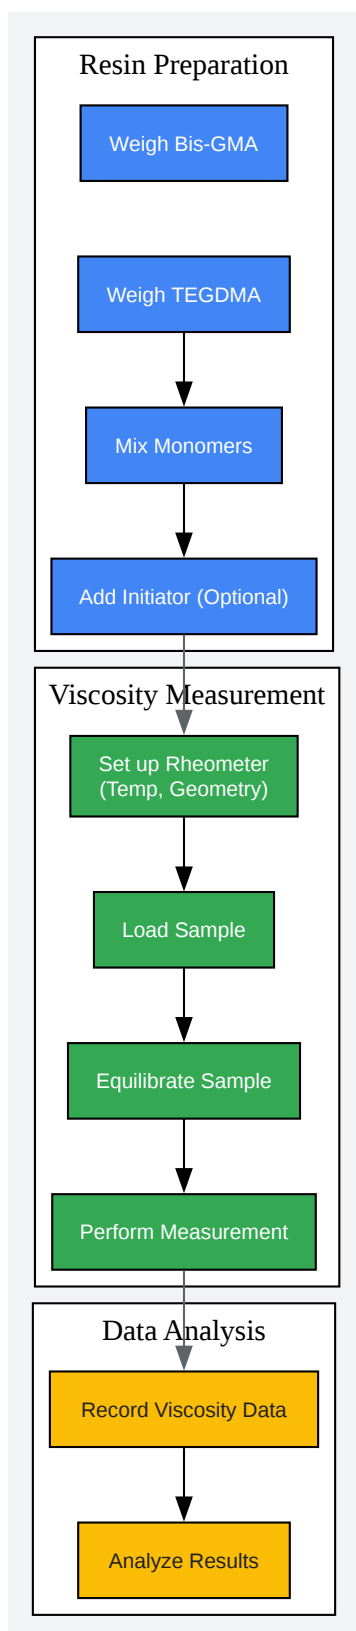 Resin Preparation
Weigh Bis-GMA
Weigh TEGDMA
Mix Monomers
Add Initiator (Optional)
Viscosity Measurement
Set up Rheometer
(Temp, Geometry)
Load Sample
Equilibrate Sample
Perform Measurement
Data Analysis
Record Viscosity Data
Analyze Results